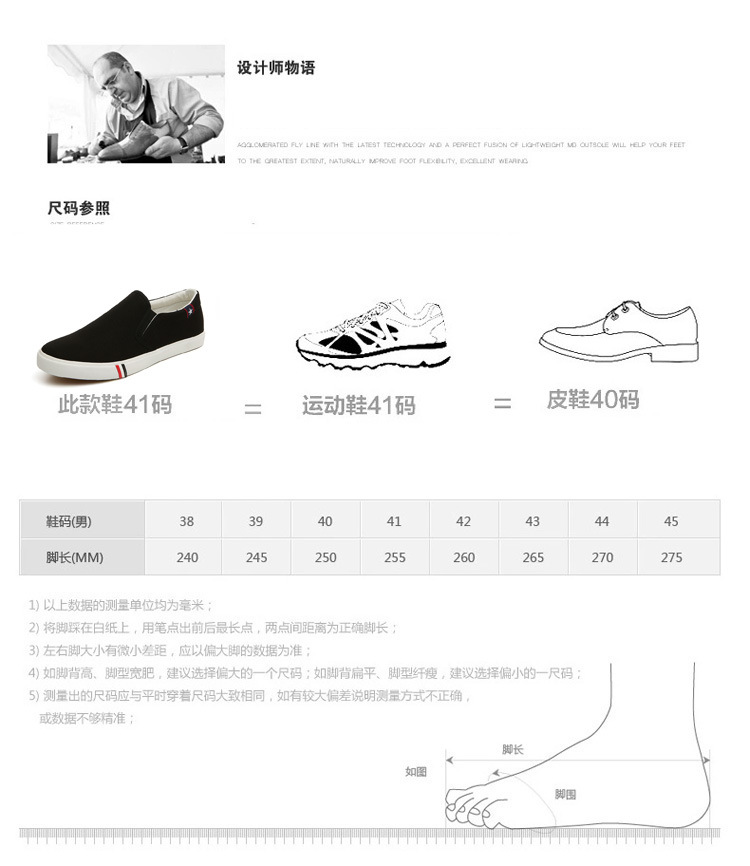 设计师物语
AGGLOMERATED FLY LINE WITH THE LATEST TECHNOLOGY AND A PERFECT FUSION OF LIGHTWEIGHT MD OUTSOLE WILL HELP YOUR FEET
TO THE GREATEST EXTENT, NATURALLY IMPROVE FOOT FLEXIBILITY, EXCELLENT WEARING.
尺码参照
此款鞋41码 = 运动鞋41码 = 皮鞋40码
鞋码(男) 38 39 40 41 42 43 44 45
脚长(MM) 240 245 250 255 260 265 270 275
1) 以上数据的测量单位均为毫米；
2) 将脚踩在白纸上，用笔点出前后最长点，两点间距离为正确脚长；
3) 左右脚大小有微小差距，应以偏大脚的数据为准；
4) 如脚背高、脚型宽肥，建议选择偏大的一个尺码；如脚背扁平、脚型纤瘦，建议选择偏小的一尺码；
5) 测量出的尺码应与平时穿着尺码大致相同，如有较大偏差说明测量方式不正确，
或数据不够精准；
脚长
如图
脚围